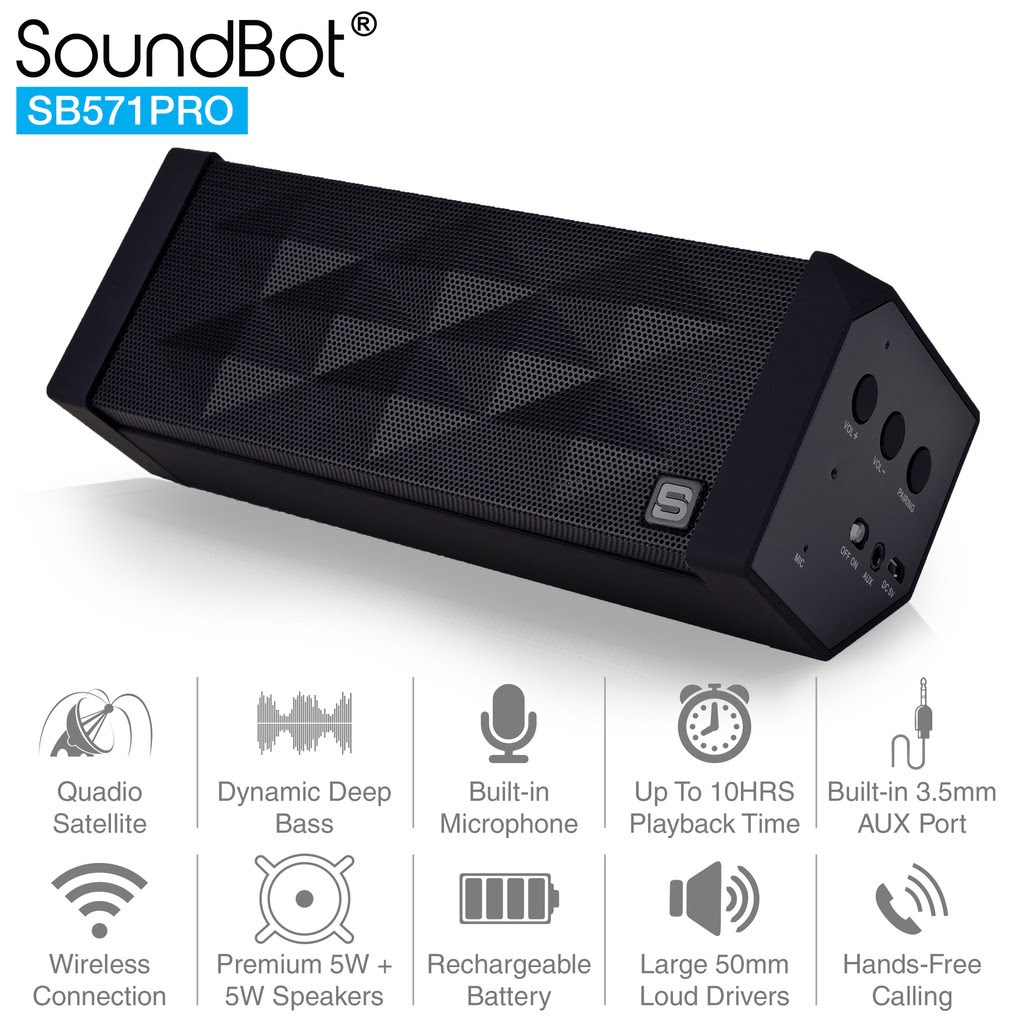 SoundBot®
SB571PRO
S
VOL +
VOL -
PAIRING
MIC
OFF ON
AUX
DC 5V
Quadio
Satellite
Dynamic Deep
Bass
Built-in
Microphone
Up To 10HRS
Playback Time
Built-in 3.5mm
AUX Port
Wireless
Connection
Premium 5W +
5W Speakers
Rechargeable
Battery
Large 50mm
Loud Drivers
Hands-Free
Calling